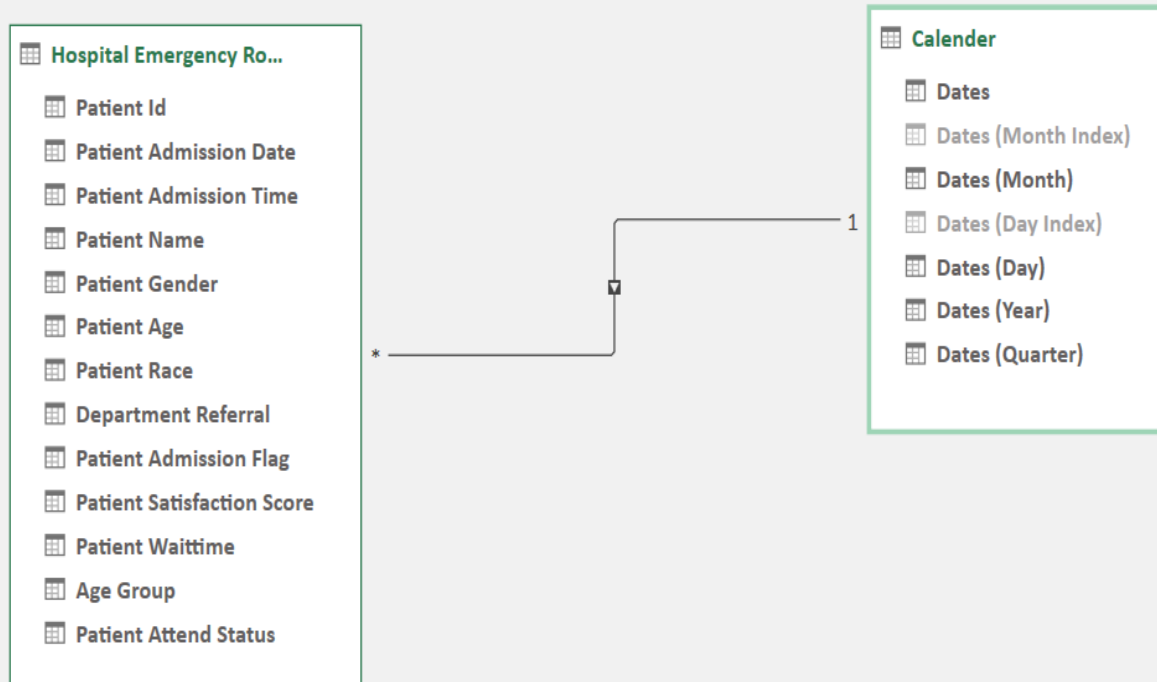 Hospital Emergency Ro...
Patient Id
Patient Admission Date
Patient Admission Time
Patient Name
Patient Gender
Patient Age
Patient Race
Department Referral
Patient Admission Flag
Patient Satisfaction Score
Patient Waittime
Age Group
Patient Attend Status
*
1
Calender
Dates
Dates (Month Index)
Dates (Month)
Dates (Day Index)
Dates (Day)
Dates (Year)
Dates (Quarter)